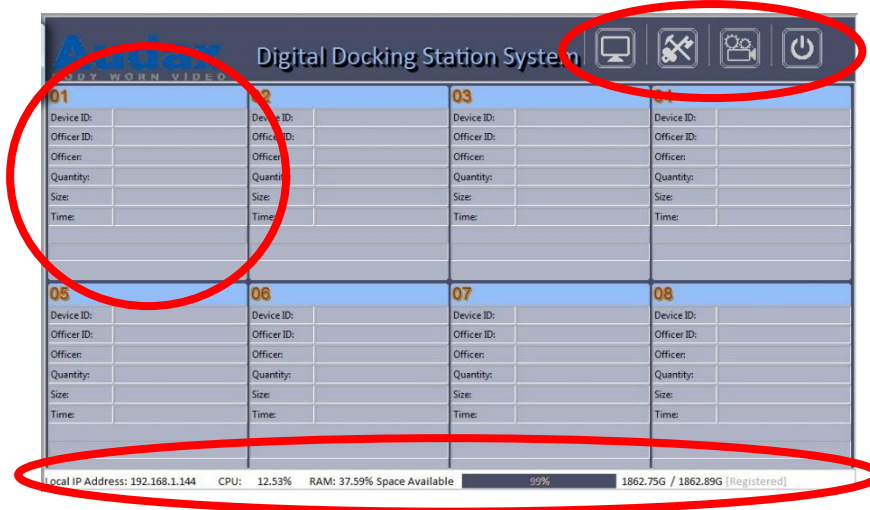 Audax
BODY WORN VIDEO
Digital Docking Station System
01 02 03 04
Device ID: Device ID: Device ID: Device ID:
Officer ID: Officer ID: Officer ID: Officer ID:
Officer: Officer: Officer: Officer:
Quantity: Quantity: Quantity: Quantity:
Size: Size: Size: Size:
Time: Time: Time: Time:
05 06 07 08
Device ID: Device ID: Device ID: Device ID:
Officer ID: Officer ID: Officer ID: Officer ID:
Officer: Officer: Officer: Officer:
Quantity: Quantity: Quantity: Quantity:
Size: Size: Size: Size:
Time: Time: Time: Time:
Local IP Address: 192.168.1.144 CPU: 12.53% RAM: 37.59% Space Available 99% 1862.75G / 1862.89G [Registered]